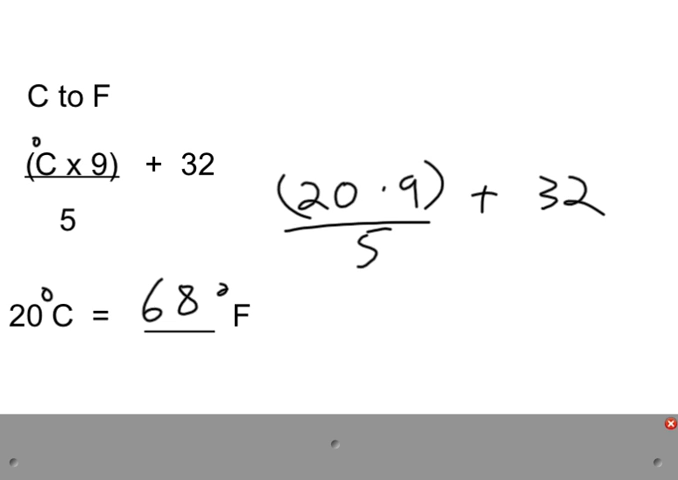 C to F
(°C x 9) + 32
5
(20 · 9) + 32
5
20°C = 68 °F